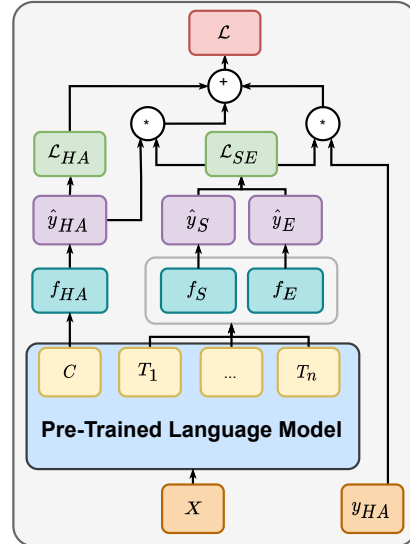 ℒ
+
* *
ℒ_HA ℒ_SE
ŷ_HA ŷ_S ŷ_E
f_HA f_S f_E
C T_1 ... T_n
Pre-Trained Language Model
X y_HA